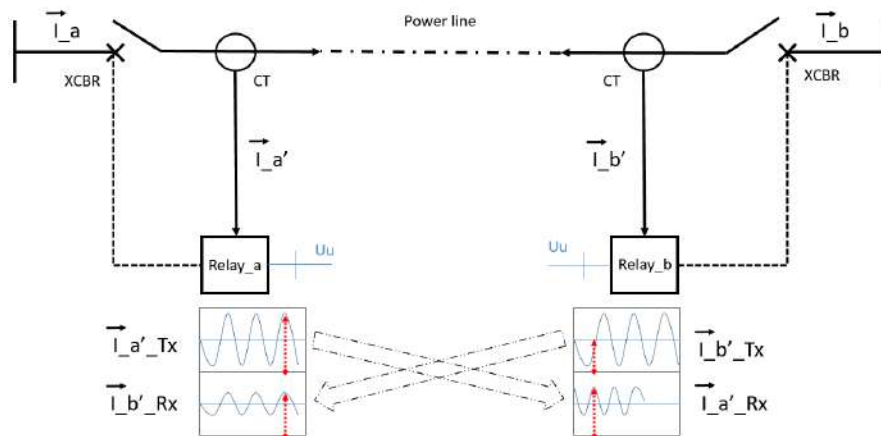 I_a
Power line
I_b
XCBR
CT
CT
XCBR
I_a’
I_b’
Relay_a
Uu
Uu
Relay_b
I_a’_Tx
I_b’_Tx
I_b’_Rx
I_a’_Rx